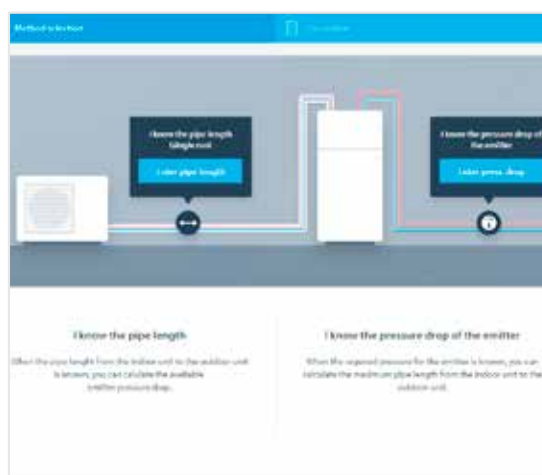 Method selection
I know the pipe length
(single run)
Enter pipe length
I know the pressure drop of
the emitter
Enter press. drop
I know the pipe length
When the pipe lenght from the indoor unit to the outdoor unit
is known, you can calulate the available
emitter pressure drop.
I know the pressure drop of the emitter
When the required pressure for the emitter is known, you can
calculate the maximum pipe length from the indoor unit to the
outdoor unit.